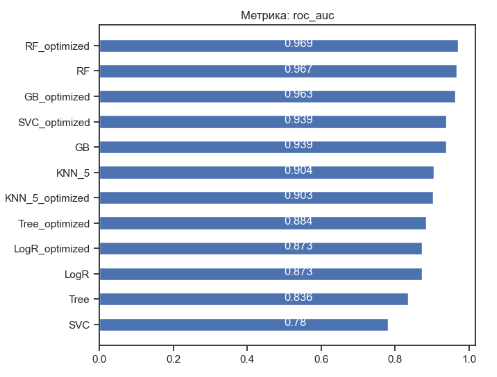 Метрика: roc_auc
RF_optimized 0.969
RF 0.967
GB_optimized 0.963
SVC_optimized 0.939
GB 0.939
KNN_5 0.904
KNN_5_optimized 0.903
Tree_optimized 0.884
LogR_optimized 0.873
LogR 0.873
Tree 0.836
SVC 0.78
0.0 0.2 0.4 0.6 0.8 1.0